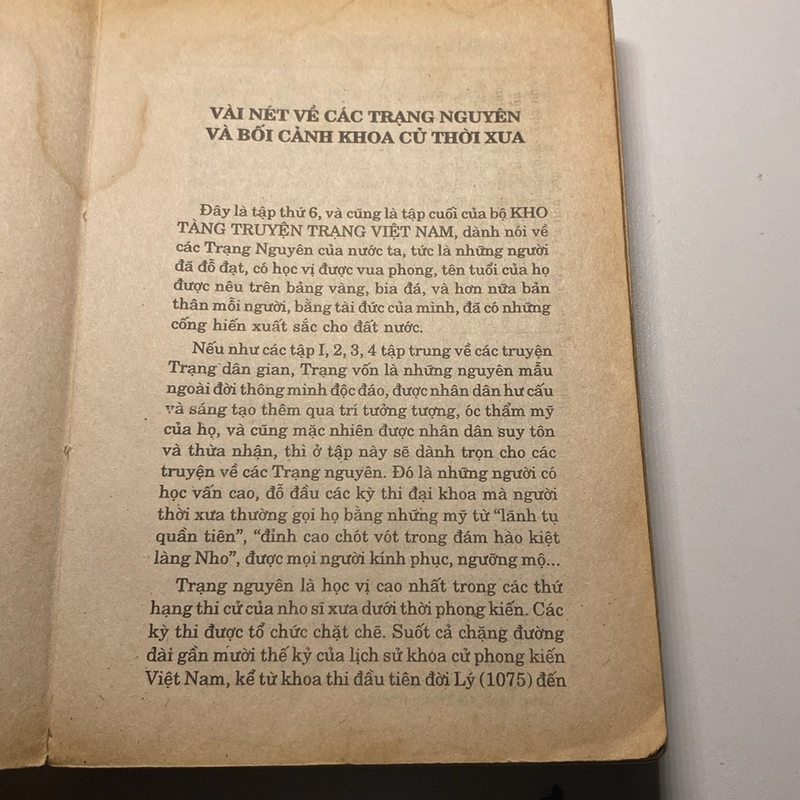 VÀI NÉT VỀ CÁC TRẠNG NGUYÊN
VÀ BỐI CẢNH KHOA CỬ THỜI XUA
Đây là tập thứ 6, và cũng là tập cuối của bộ KHO
TÀNG TRUYỆN TRẠNG VIỆT NAM, dành nói về
các Trạng Nguyên của nước ta, tức là những người
đã đỗ đạt, có học vị được vua phong, tên tuổi của họ
được nêu trên bảng vàng, bia đá, và hơn nữa bản
thân mỗi người, bằng tài đức của mình, đã có những
cống hiến xuất sắc cho đất nước.
Nếu như các tập I, 2, 3, 4 tập trung về các truyện
Trạng dân gian, Trạng vốn là những nguyên mẫu
ngoài đời thông minh độc đáo, được nhân dân hư cấu
và sáng tạo thêm qua trí tưởng tượng, óc thẩm mỹ
của họ, và cũng mặc nhiên được nhân dân suy tôn
và thừa nhận, thì ở tập này sẽ dành trọn cho các
truyện về các Trạng nguyên. Đó là những người có
học vấn cao, đỗ đầu các kỳ thi đại khoa mà người
thời xưa thường gọi họ bằng những mỹ từ "lãnh tụ
quần tiên", "đỉnh cao chót vót trong đám hào kiệt
làng Nho", được mọi người kính phục, ngưỡng mộ...
Trạng nguyên là học vị cao nhất trong các thứ
hạng thi cử của nho sĩ xưa dưới thời phong kiến. Các
kỳ thi được tổ chức chặt chẽ. Suốt cả chặng đường
dài gần mười thế kỷ của lịch sử khoa cử phong kiến
Việt Nam, kể từ khoa thi đầu tiên đời Lý (1075) đến